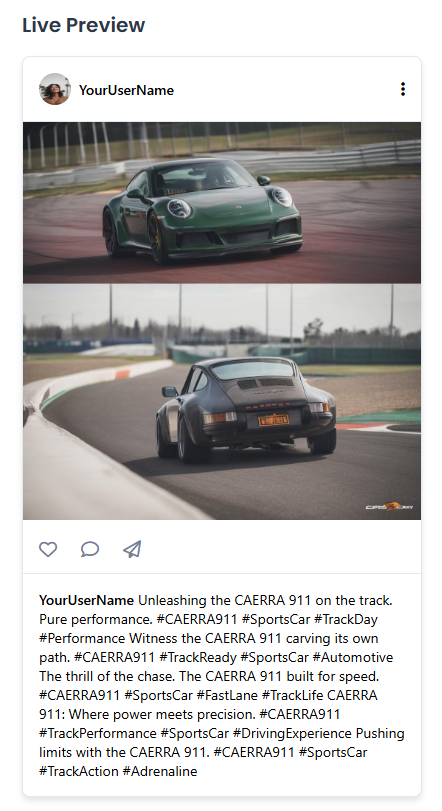 Live Preview
YourUserName
YourUserName Unleashing the CAERRA 911 on the track.
Pure performance. #CAERRA911 #SportsCar #TrackDay
#Performance Witness the CAERRA 911 carving its own
path. #CAERRA911 #TrackReady #SportsCar #Automotive
The thrill of the chase. The CAERRA 911 built for speed.
#CAERRA911 #SportsCar #FastLane #TrackLife CAERRA
911: Where power meets precision. #CAERRA911
#TrackPerformance #SportsCar #DrivingExperience Pushing
limits with the CAERRA 911. #CAERRA911 #SportsCar
#TrackAction #Adrenaline